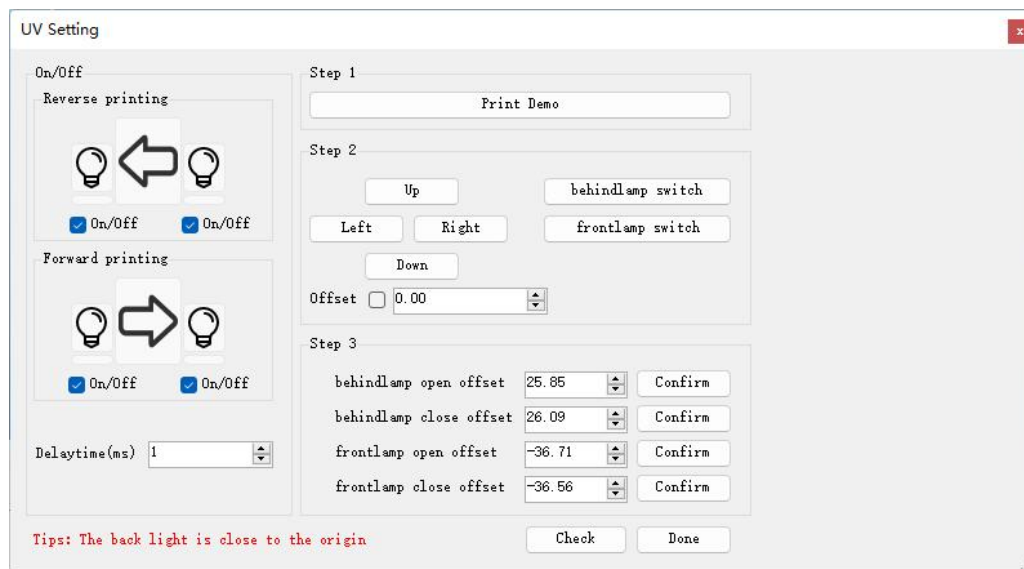 UV Setting
x
On/Off
Reverse printing
On/Off On/Off
Forward printing
On/Off On/Off
Delaytime(ms) 1
Step 1
Print Demo
Step 2
Up behindlamp switch
Left Right frontlamp switch
Down
Offset 0.00
Step 3
behindlamp open offset 25.85 Confirm
behindlamp close offset 26.09 Confirm
frontlamp open offset -36.71 Confirm
frontlamp close offset -36.56 Confirm
Tips: The back light is close to the origin
Check Done